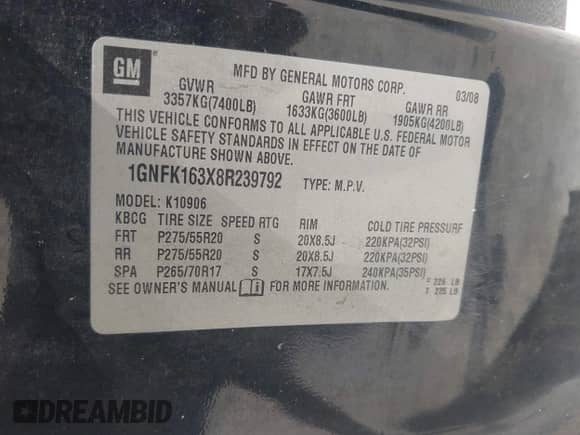 GM
®
MFD BY GENERAL MOTORS CORP. 03/08
GVWR GAWR FRT GAWR RR
3357KG(7400LB) 1633KG(3600LB) 1905KG(4200LB)
THIS VEHICLE CONFORMS TO ALL APPLICABLE U.S. FEDERAL MOTOR
VEHICLE SAFETY STANDARDS IN EFFECT ON THE DATE OF
MANUFACTURE SHOWN ABOVE.
1GNFK163X8R239792 TYPE: M.P.V.
MODEL: K10906
KBCG TIRE SIZE SPEED RTG RIM COLD TIRE PRESSURE
FRT P275/55R20 S 20X8.5J 220KPA(32PSI)
RR P275/55R20 S 20X8.5J 220KPA(32PSI)
SPA P265/70R17 S 17X7.5J 240KPA(35PSI)
SEE OWNER'S MANUAL FOR MORE INFORMATION.
F 226 LB
T 225 LB
DREAMBID